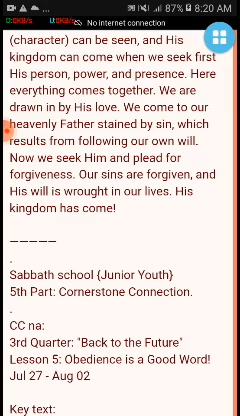 87% 8:20 AM
0.0KB/s U:0KB/s No internet connection
(character) can be seen, and His
kingdom can come when we seek first
His person, power, and presence. Here
everything comes together. We are
drawn in by His love. We come to our
heavenly Father stained by sin, which
results from following our own will.
Now we seek Him and plead for
forgiveness. Our sins are forgiven, and
His will is wrought in our lives. His
kingdom has come!
—————
.
Sabbath school {Junior Youth}
5th Part: Cornerstone Connection.
.
CC na:
3rd Quarter: "Back to the Future"
Lesson 5: Obedience is a Good Word!
Jul 27 - Aug 02
Key text: